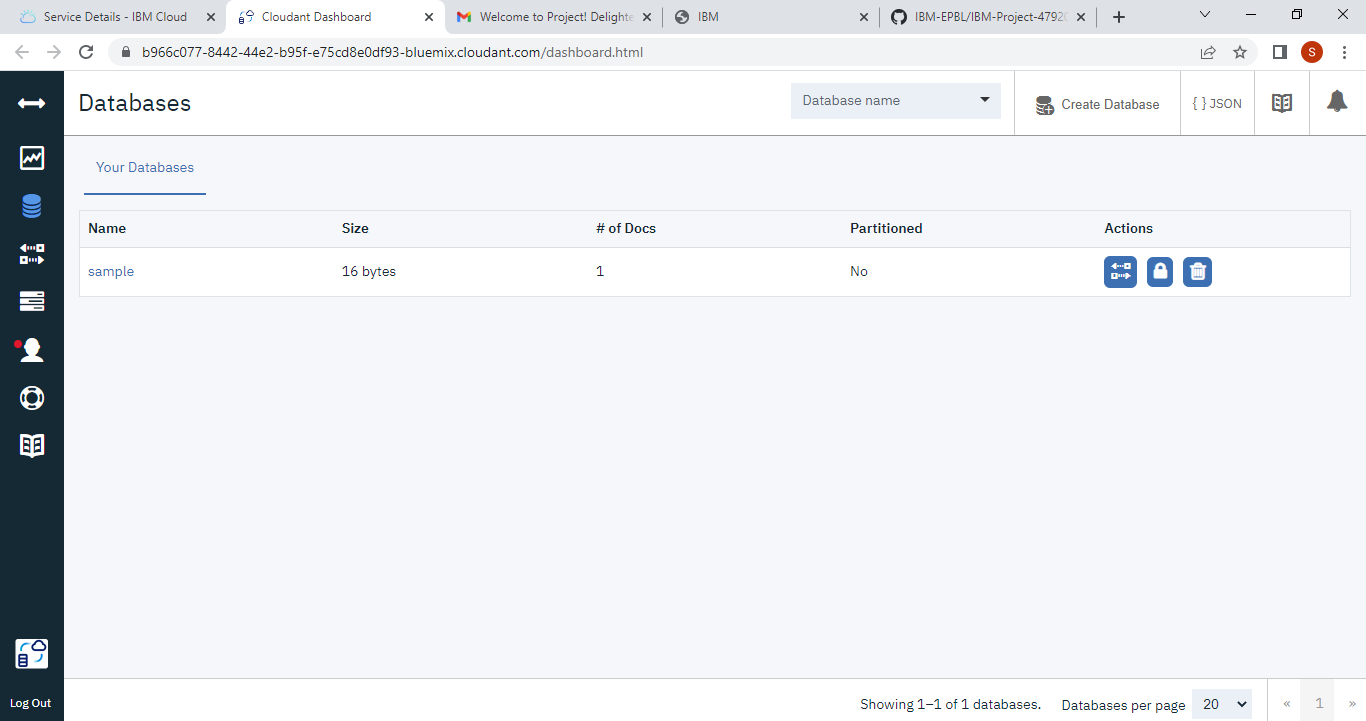 Service Details - IBM Cloud
Cloudant Dashboard
Welcome to Project! Delighte
IBM
IBM-EPBL/IBM-Project-4792
b966c077-8442-44e2-b95f-e75cd8e0df93-bluemix.cloudant.com/dashboard.html
S
Databases
Database name
Create Database
{ } JSON
Your Databases
Name Size # of Docs Partitioned Actions
sample 16 bytes 1 No
Log Out
Showing 1–1 of 1 databases.
Databases per page 20
« 1 »